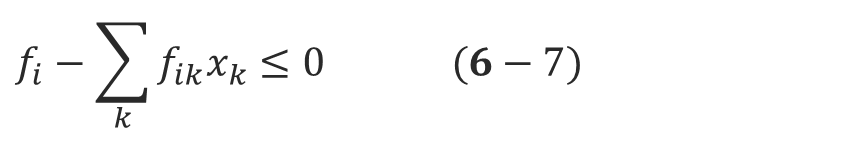 f_i − ∑_k f_{ik} x_k ≤ 0 (6 − 7)